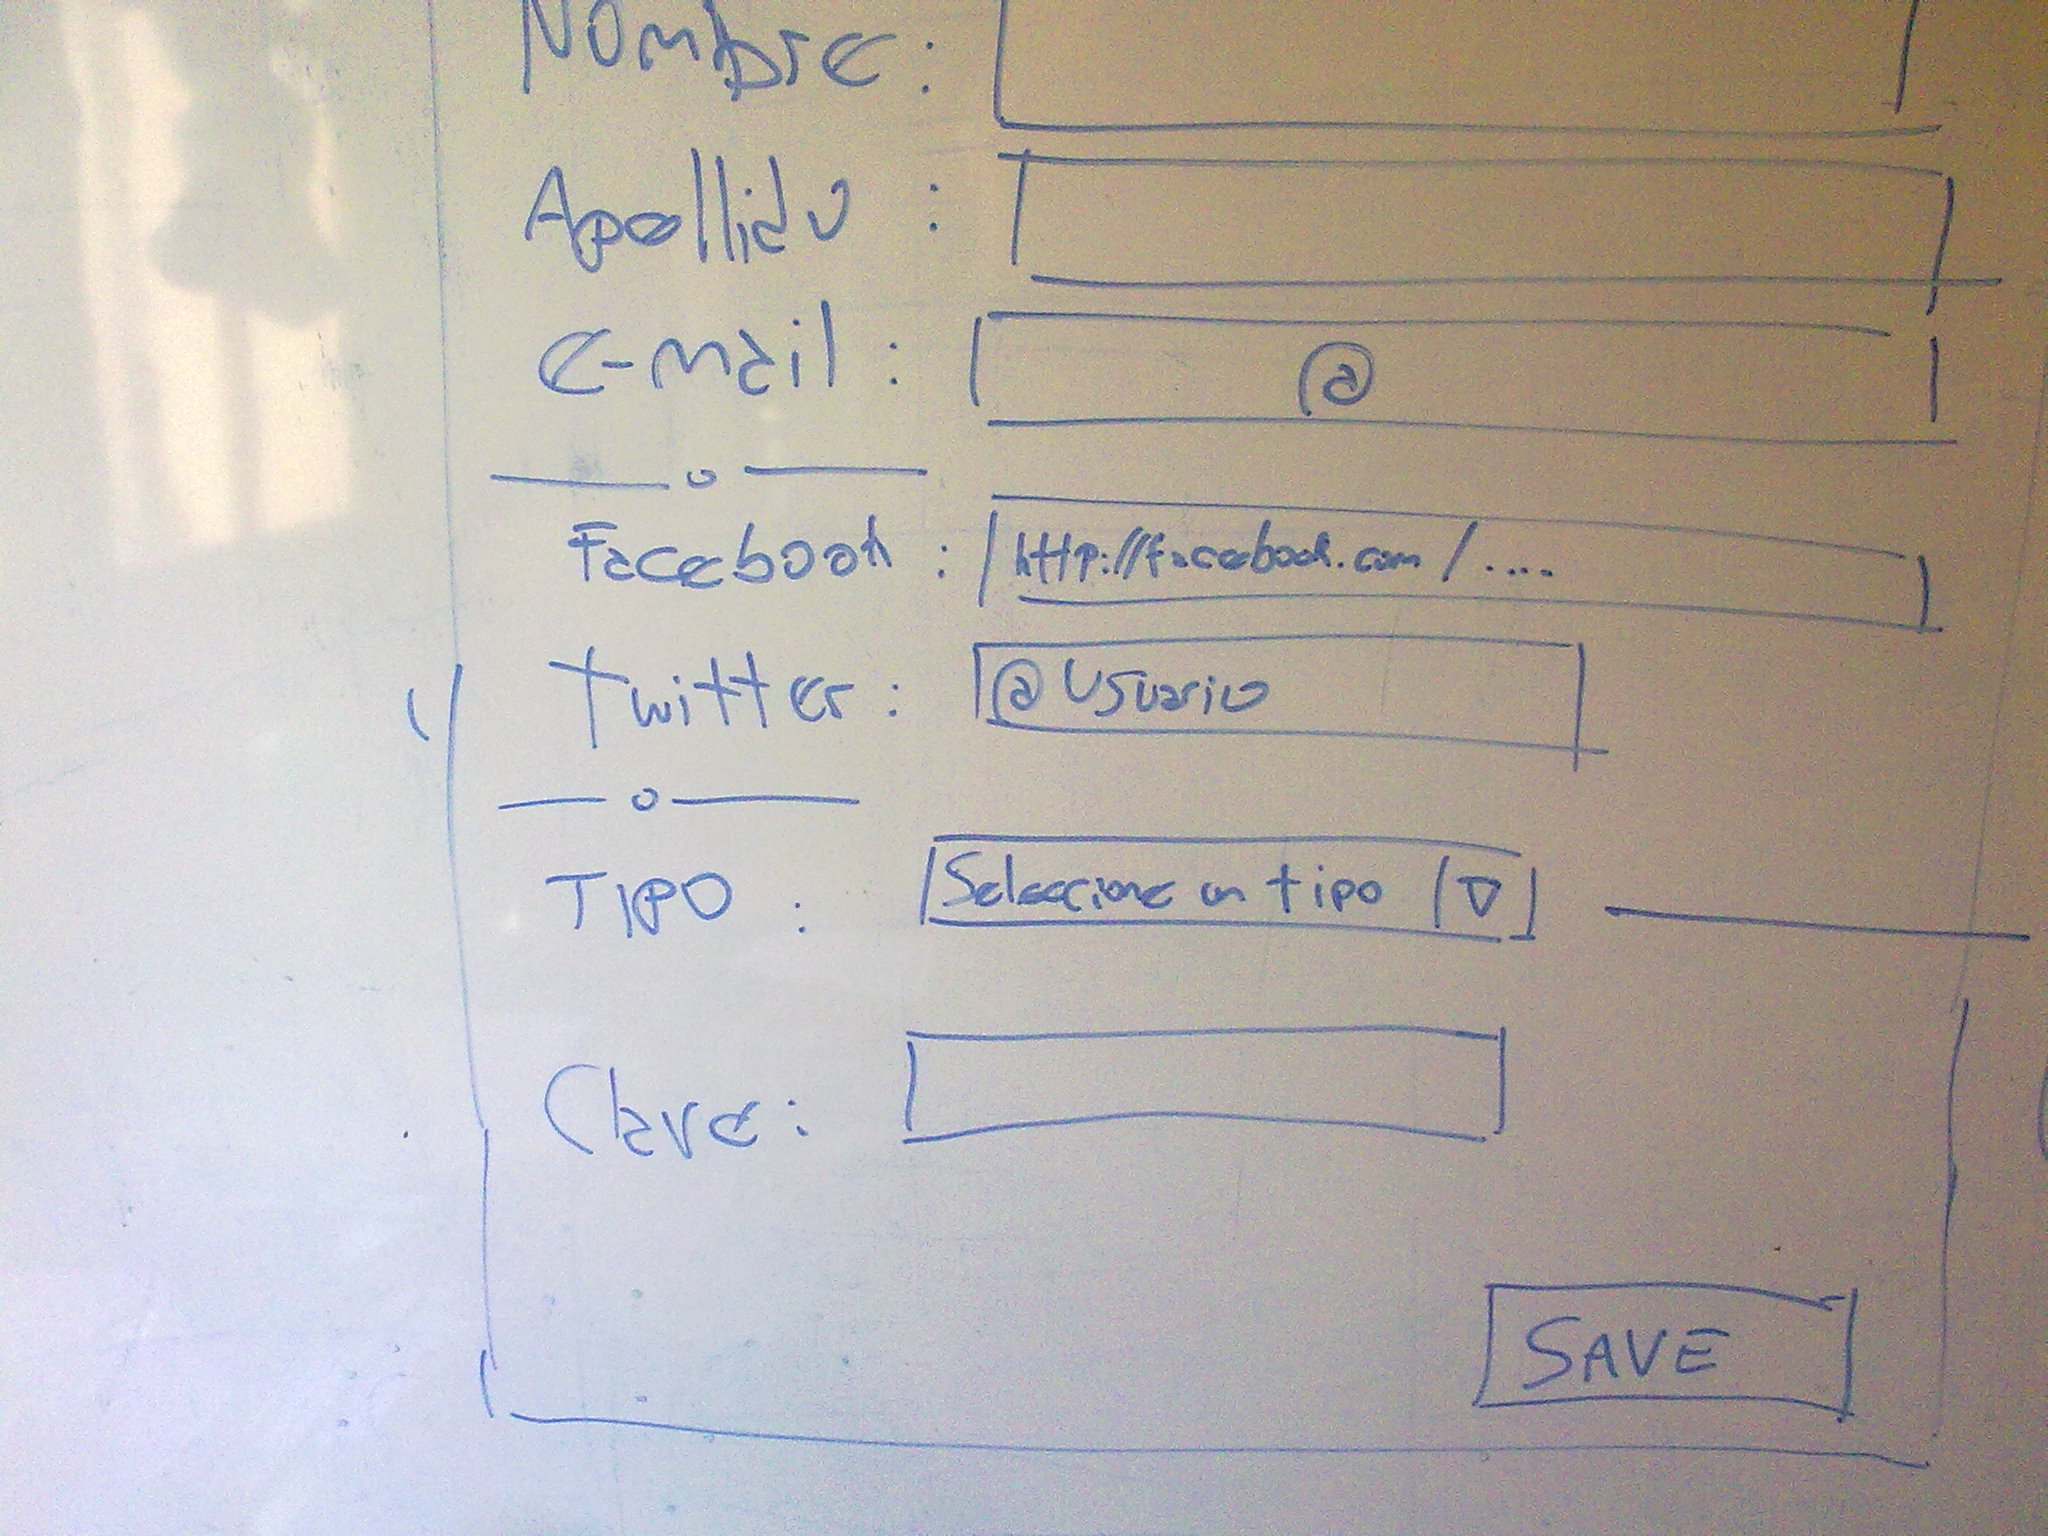 Nombre:
Apellido :
e-mail : @
Facebook : http://facebook.com/....
Twitter : @Usuario
TIPO : Seleccione un tipo
Clave:
SAVE